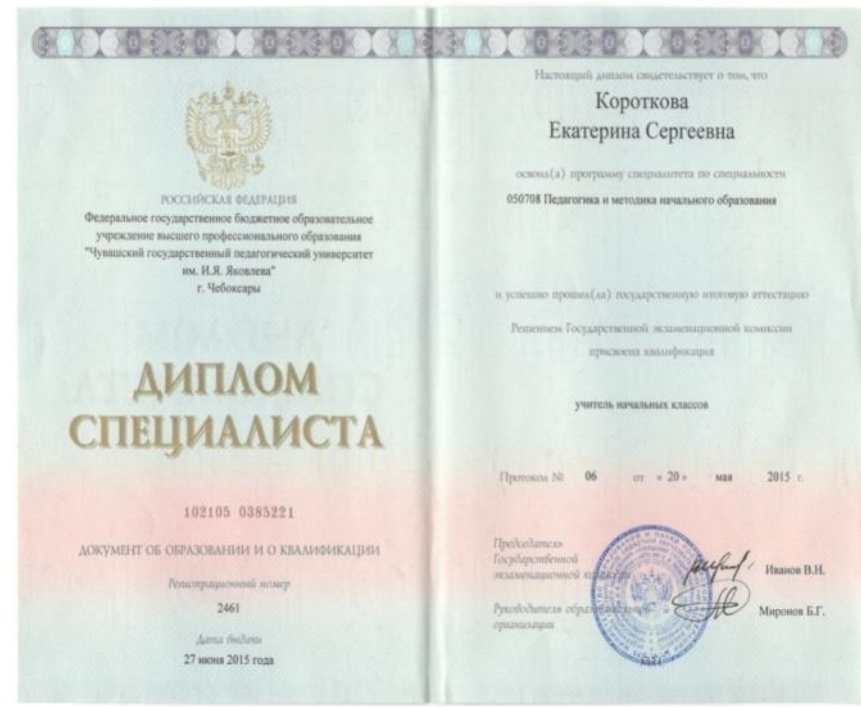 РОССИЙСКАЯ ФЕДЕРАЦИЯ
Федеральное государственное бюджетное образовательное
учреждение высшего профессионального образования
"Чувашский государственный педагогический университет
им. И.Я. Яковлева"
г. Чебоксары
ДИПЛОМ
СПЕЦИАЛИСТА
102105 0385221
ДОКУМЕНТ ОБ ОБРАЗОВАНИИ И О КВАЛИФИКАЦИИ
Регистрационный номер
2461
Дата выдачи
27 июня 2015 года
Настоящий диплом свидетельствует о том, что
Короткова
Екатерина Сергеевна
освоил(а) программу специалитета по специальности
050708 Педагогика и методика начального образования
и успешно прошел(ла) государственную итоговую аттестацию
Решением Государственной экзаменационной комиссии
присвоена квалификация
учитель начальных классов
Протокол № 06 от « 20 » мая 2015 г.
Председатель
Государственной
экзаменационной комиссии Иванов В.Н.
Руководитель образовательной Миронов Б.Г.
организации